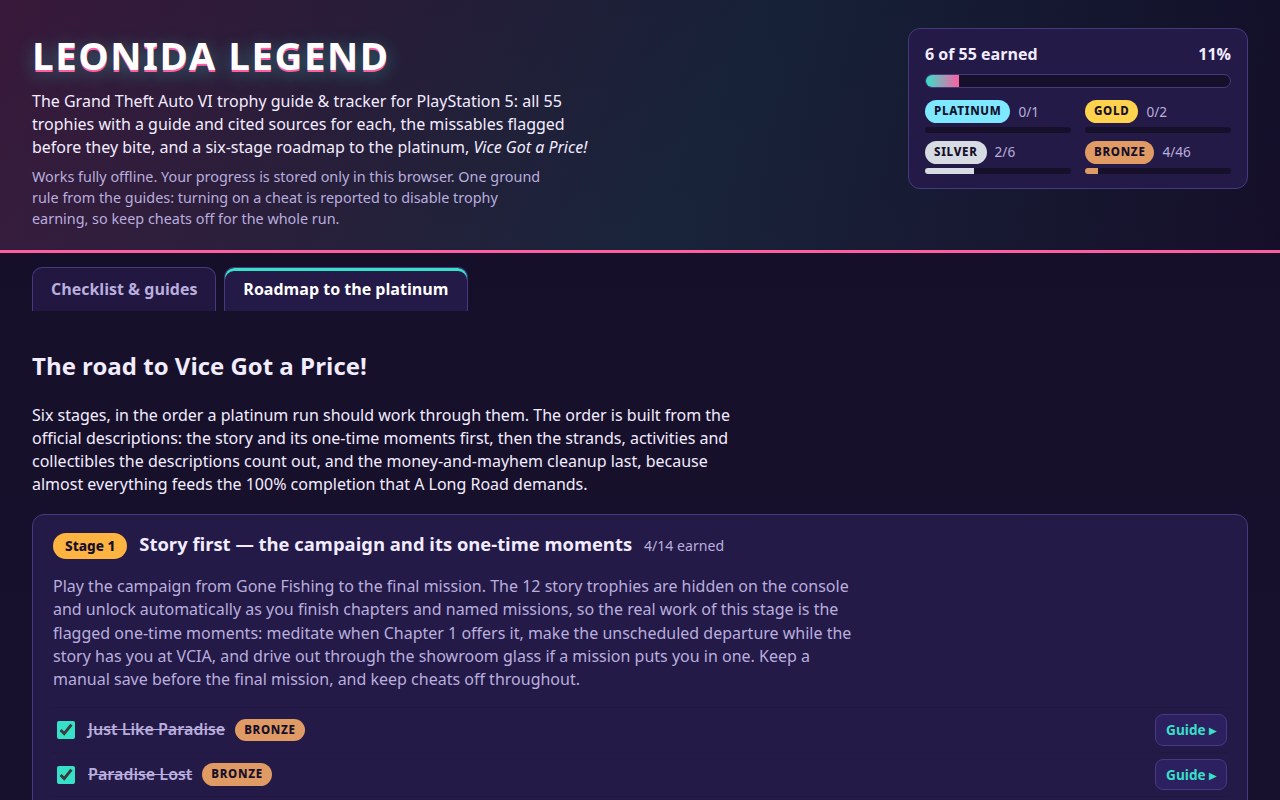 LEONIDA LEGEND
The Grand Theft Auto VI trophy guide & tracker for PlayStation 5: all 55
trophies with a guide and cited sources for each, the missables flagged
before they bite, and a six-stage roadmap to the platinum, Vice Got a Price!
Works fully offline. Your progress is stored only in this browser. One ground
rule from the guides: turning on a cheat is reported to disable trophy
earning, so keep cheats off for the whole run.
6 of 55 earned 11%
PLATINUM 0/1 GOLD 0/2
SILVER 2/6 BRONZE 4/46
Checklist & guides Roadmap to the platinum
The road to Vice Got a Price!
Six stages, in the order a platinum run should work through them. The order is built from the
official descriptions: the story and its one-time moments first, then the strands, activities and
collectibles the descriptions count out, and the money-and-mayhem cleanup last, because
almost everything feeds the 100% completion that A Long Road demands.
Stage 1 Story first — the campaign and its one-time moments 4/14 earned
Play the campaign from Gone Fishing to the final mission. The 12 story trophies are hidden on the console
and unlock automatically as you finish chapters and named missions, so the real work of this stage is the
flagged one-time moments: meditate when Chapter 1 offers it, make the unscheduled departure while the
story has you at VCIA, and drive out through the showroom glass if a mission puts you in one. Keep a
manual save before the final mission, and keep cheats off throughout.
Just Like Paradise BRONZE Guide ▸
Paradise Lost BRONZE Guide ▸